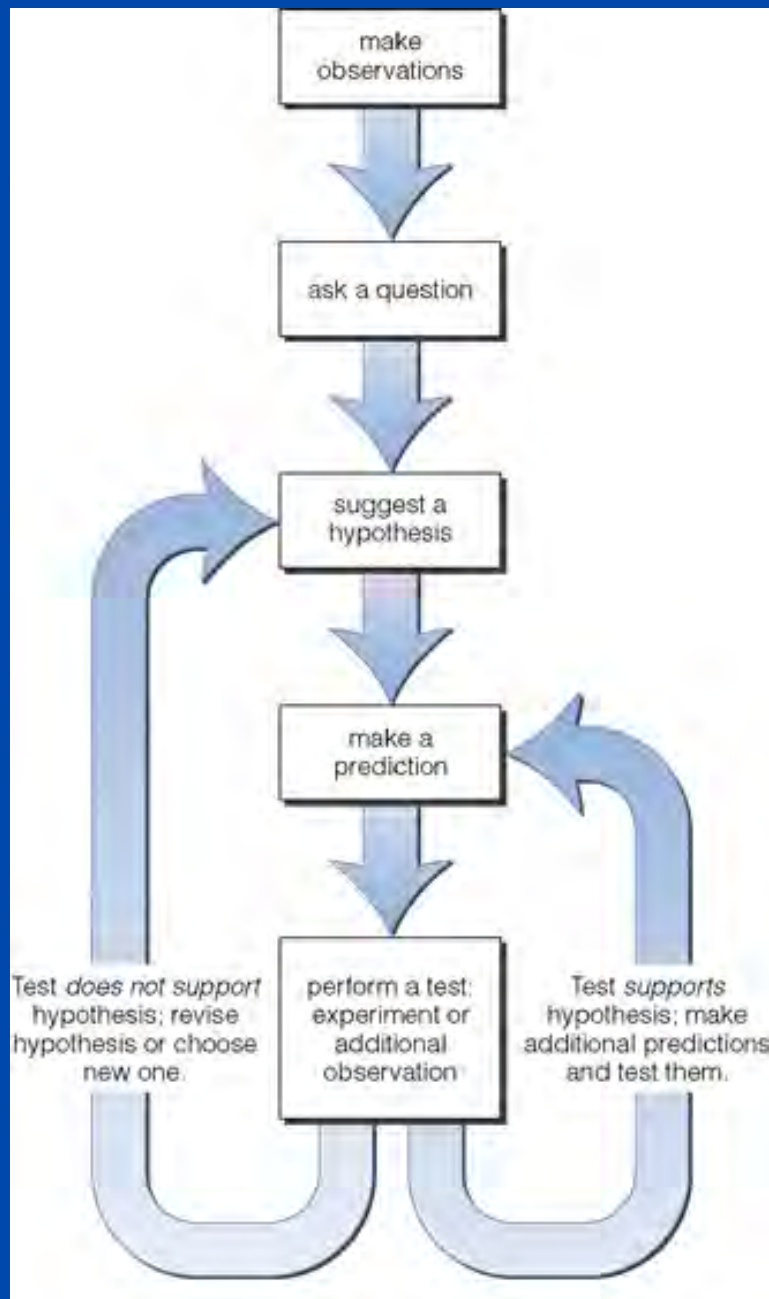 make
observations
ask a question
suggest a
hypothesis
make a
prediction
Test does not support
hypothesis; revise
hypothesis or choose
new one.
perform a test:
experiment or
additional
observation
Test supports
hypothesis; make
additional predictions
and test them.